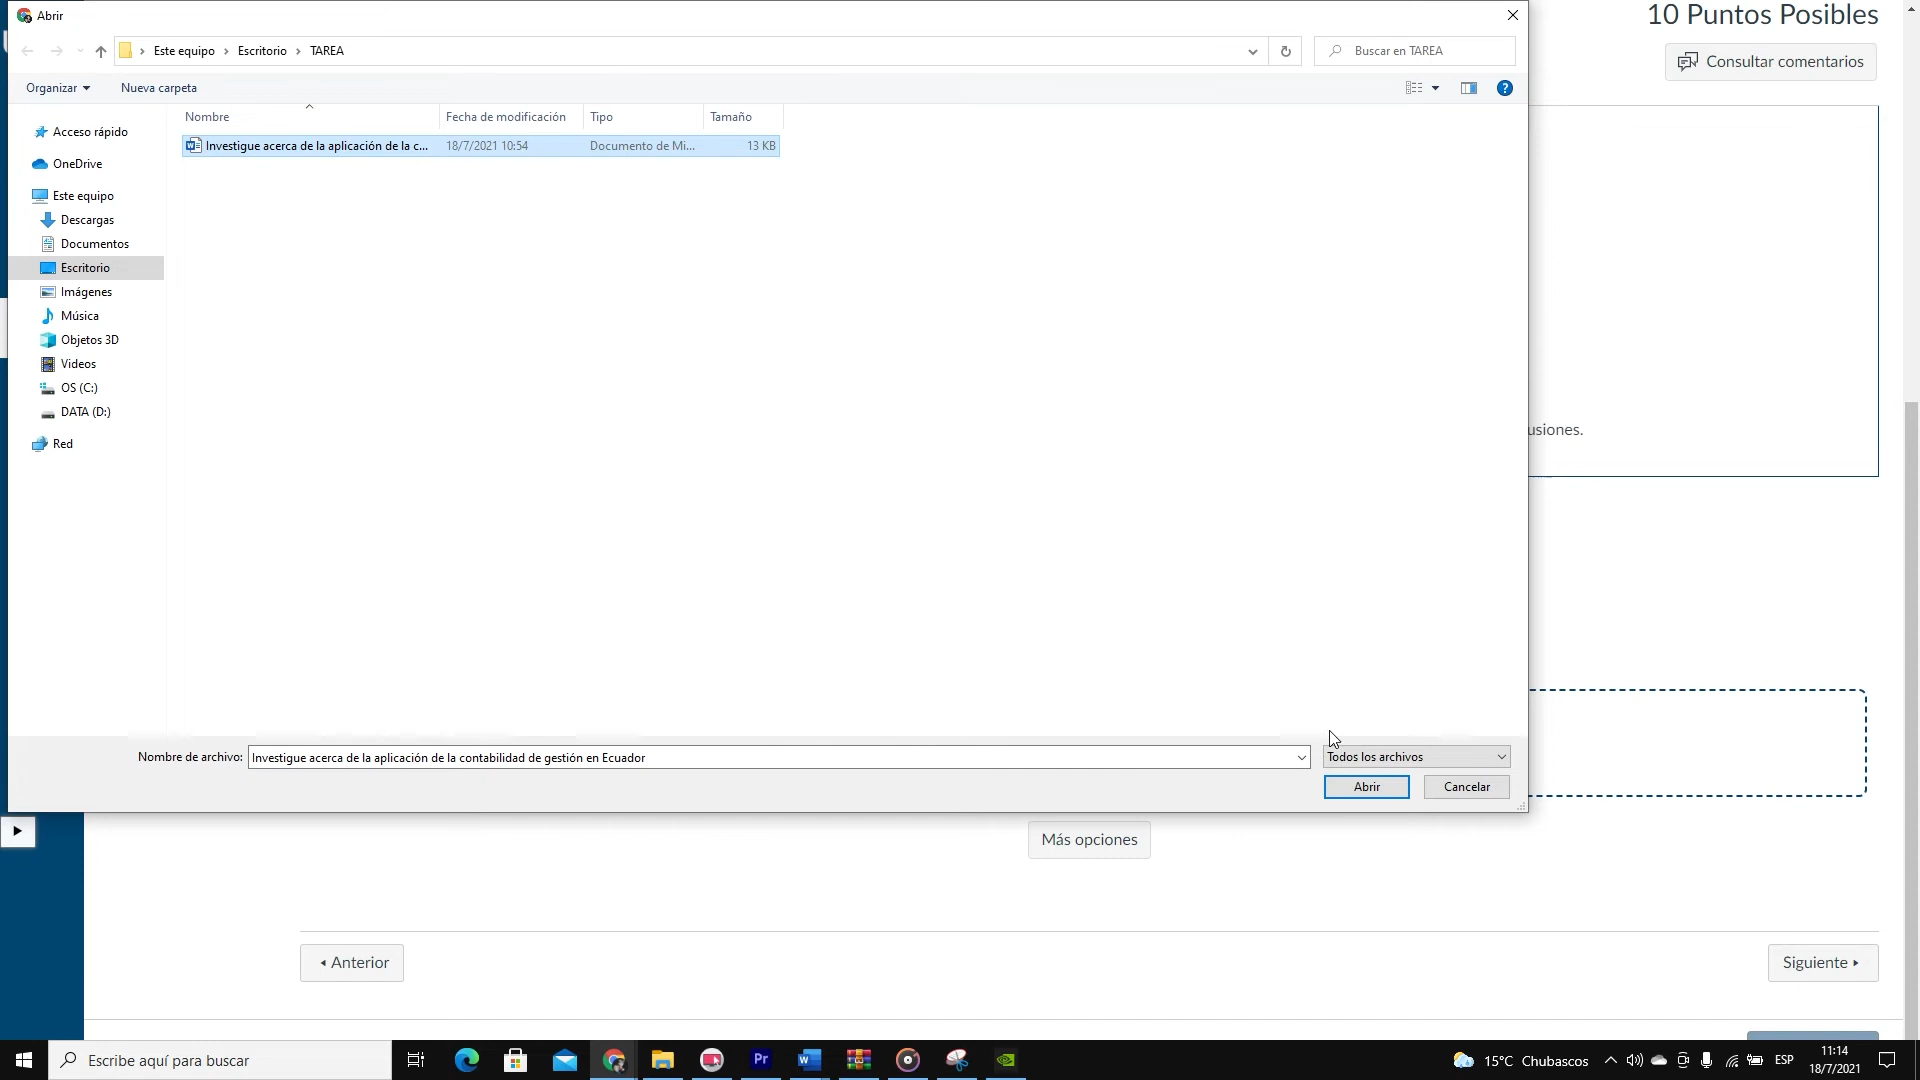 Abrir
10 Puntos Posibles
Este equipo
Escritorio
TAREA
Buscar en TAREA
Consultar comentarios
Organizar
Nueva carpeta
Nombre
Fecha de modificación
Tipo
Tamaño
Investigue acerca de la aplicación de la c...
18/7/2021 10:54
Documento de Mi...
13 KB
Acceso rápido
OneDrive
Este equipo
Descargas
Documentos
Escritorio
Imágenes
Música
Objetos 3D
Videos
OS (C:)
DATA (D:)
Red
usiones.
Nombre de archivo:
Investigue acerca de la aplicación de la contabilidad de gestión en Ecuador
Todos los archivos
Abrir
Cancelar
Más opciones
Anterior
Siguiente
Escribe aquí para buscar
Pr
15°C Chubascos
ESP
11:14
18/7/2021